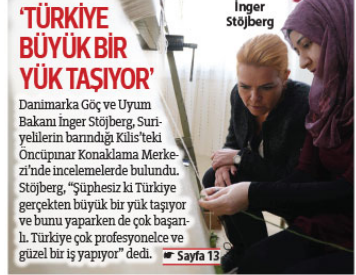 'TÜRKİYE
BÜYÜK BİR
YÜK TAŞIYOR'
İnger
Stöjberg
Danimarka Göç ve Uyum
Bakanı İnger Stöjberg, Suri-
yelilerin barındığı Kilis'teki
Öncüpınar Konaklama Merke-
zi'nde incelemelerde bulundu.
Stöjberg, "Şüphesiz ki Türkiye
gerçekten büyük bir yük taşıyor
ve bunu yaparken de çok başarı-
lı. Türkiye çok profesyonelce ve
güzel bir iş yapıyor" dedi.
☛ Sayfa 13